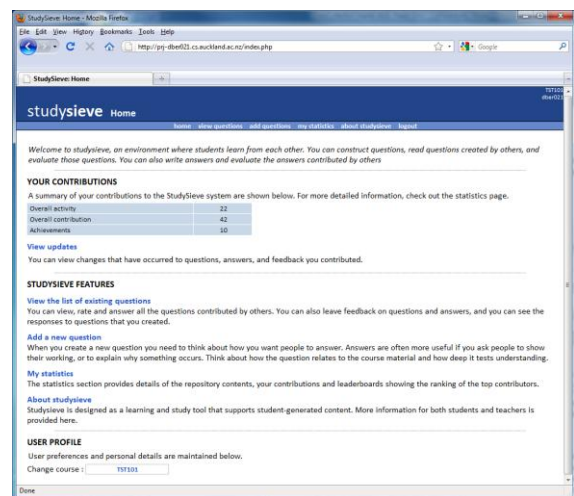 StudySieve: Home - Mozilla Firefox
File Edit View History Bookmarks Tools Help
http://prj-dber021.cs.auckland.ac.nz/index.php
Google
StudySieve: Home
TST101
dber021
studysieve Home
home view questions add questions my statistics about studysieve logout
Welcome to studysieve, an environment where students learn from each other. You can construct questions, read questions created by others, and
evaluate those questions. You can also write answers and evaluate the answers contributed by others
YOUR CONTRIBUTIONS
A summary of your contributions to the StudySieve system are shown below. For more detailed information, check out the statistics page.
Overall activity 22
Overall contribution 42
Achievements 10
View updates
You can view changes that have occurred to questions, answers, and feedback you contributed.
STUDYSIEVE FEATURES
View the list of existing questions
You can view, rate and answer all the questions contributed by others. You can also leave feedback on questions and answers, and you can see the
responses to questions that you created.
Add a new question
When you create a new question you need to think about how you want people to answer. Answers are often more useful if you ask people to show
their working, or to explain why something occurs. Think about how the question relates to the course material and how deep it tests understanding.
My statistics
The statistics section provides details of the repository contents, your contributions and leaderboards showing the ranking of the top contributors.
About studysieve
Studysieve is designed as a learning and study tool that supports student-generated content. More information for both students and teachers is
provided here.
USER PROFILE
User preferences and personal details are maintained below.
Change course : TST101
Done